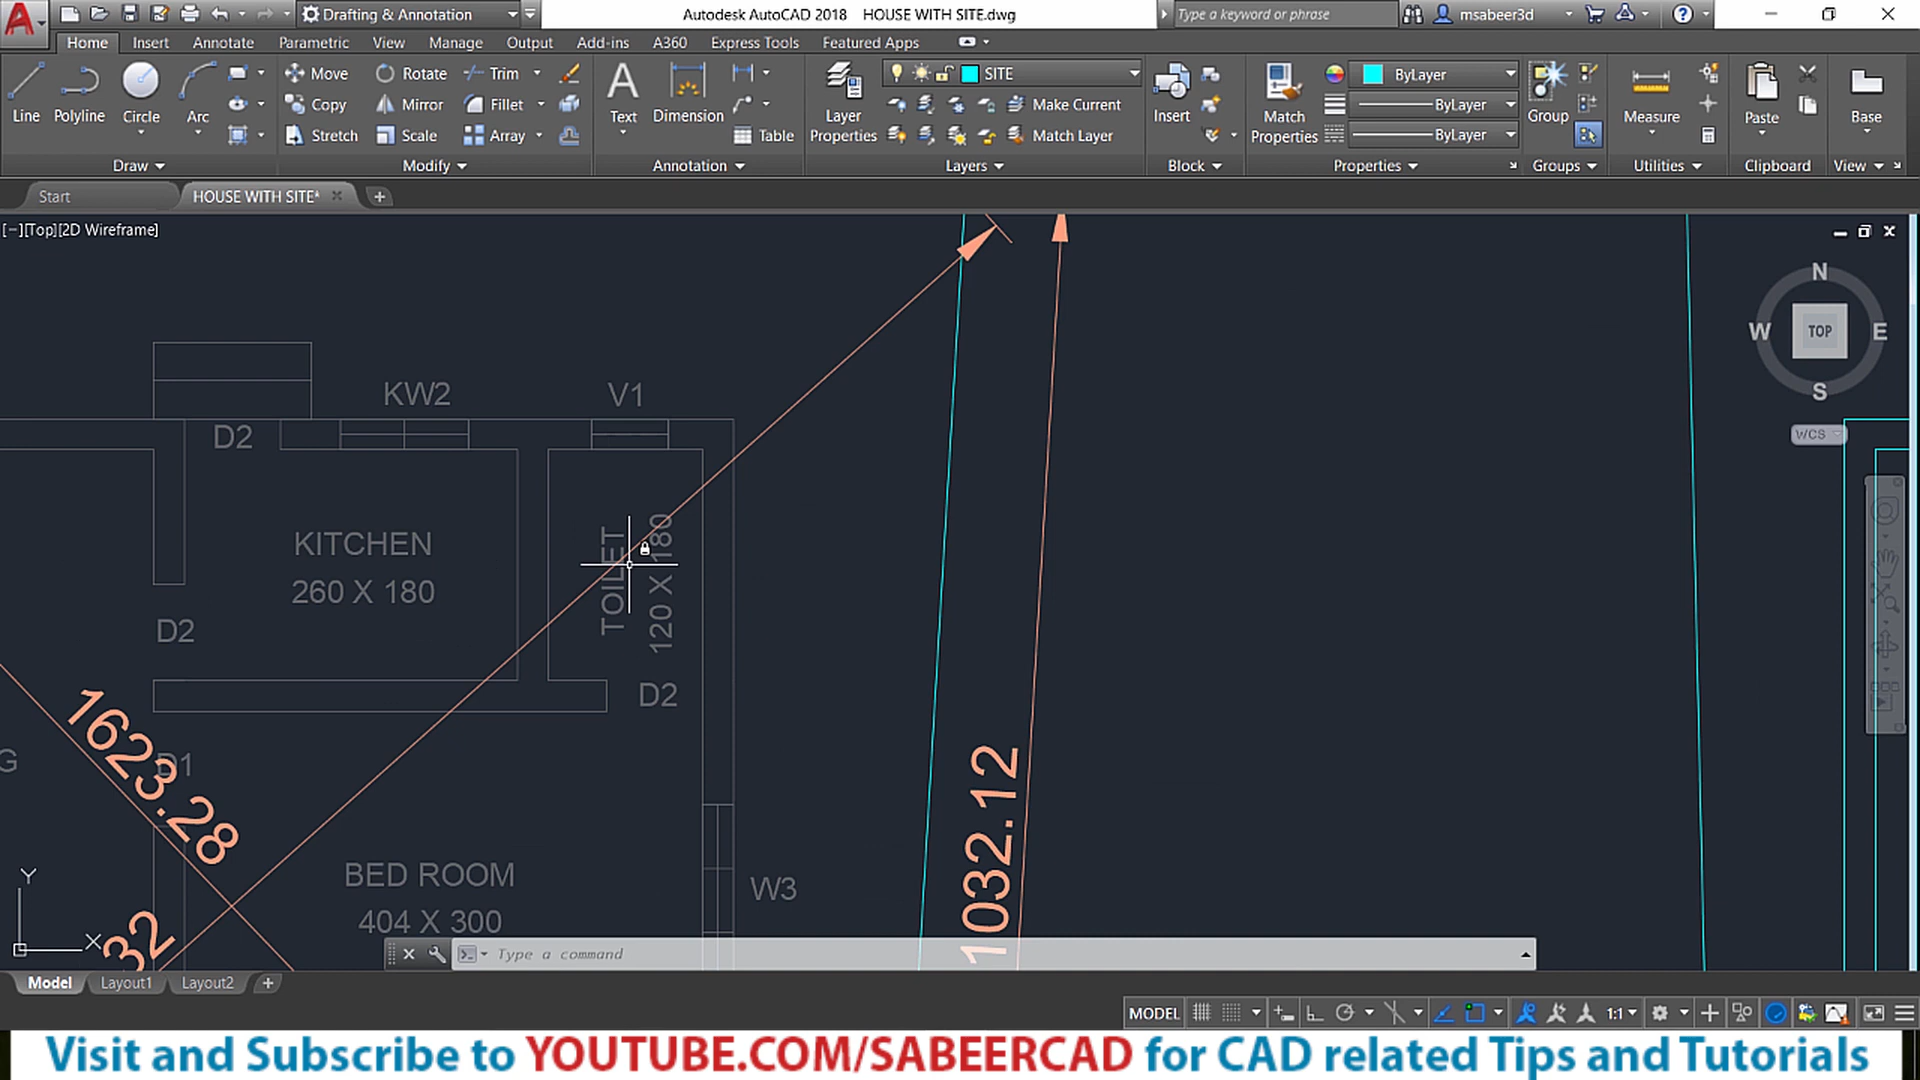 Drafting & Annotation
Autodesk AutoCAD 2018 HOUSE WITH SITE.dwg
Type a keyword or phrase
msabeer3d
Home Insert Annotate Parametric View Manage Output Add-ins A360 Express Tools Featured Apps
Line Polyline Circle Arc
Move Rotate Trim
Copy Mirror Fillet
Stretch Scale Array
Text Dimension Table
Layer Properties
SITE
Make Current
Match Layer
Insert
Match Properties
ByLayer
ByLayer
ByLayer
Group Measure Paste Base
Draw Modify Annotation Layers Block Properties Groups Utilities Clipboard View
Start HOUSE WITH SITE*
[−][Top][2D Wireframe]
N
W TOP E
S
WCS
KW2 V1
D2
KITCHEN
260 X 180
TOILET
120 X 180
D2
D2
1623.28
G
D1
1032.12
BED ROOM
404 X 300
W3
32
Y
X
Type a command
Model Layout1 Layout2
MODEL 1:1
Visit and Subscribe to YOUTUBE.COM/SABEERCAD for CAD related Tips and Tutorials